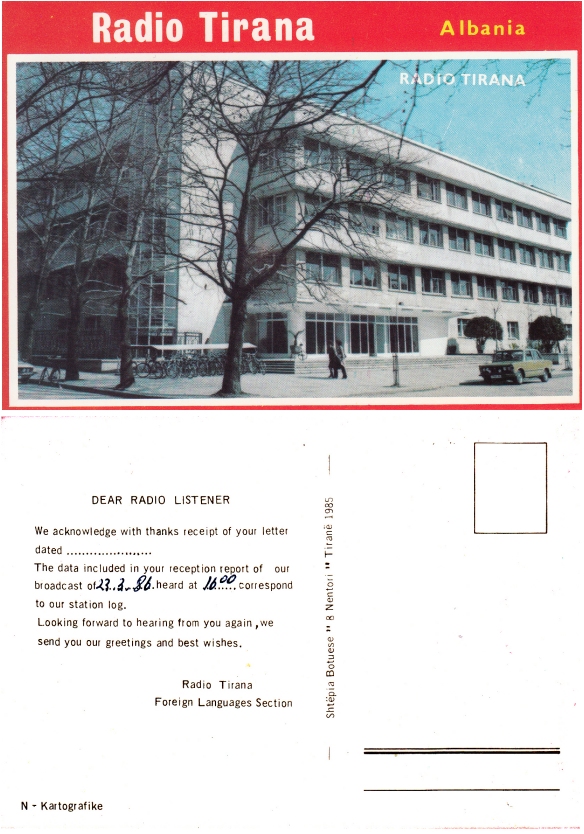 Radio Tirana Albania
RADIO TIRANA
DEAR RADIO LISTENER
We acknowledge with thanks receipt of your letter
dated ......................
The data included in your reception report of our
broadcast of 23.3.86. heard at 16.00..... correspond
to our station log.
Looking forward to hearing from you again, we
send you our greetings and best wishes.
Radio Tirana
Foreign Languages Section
N - Kartografike
Shtëpia Botuese " 8 Nentori " Tiranë 1985